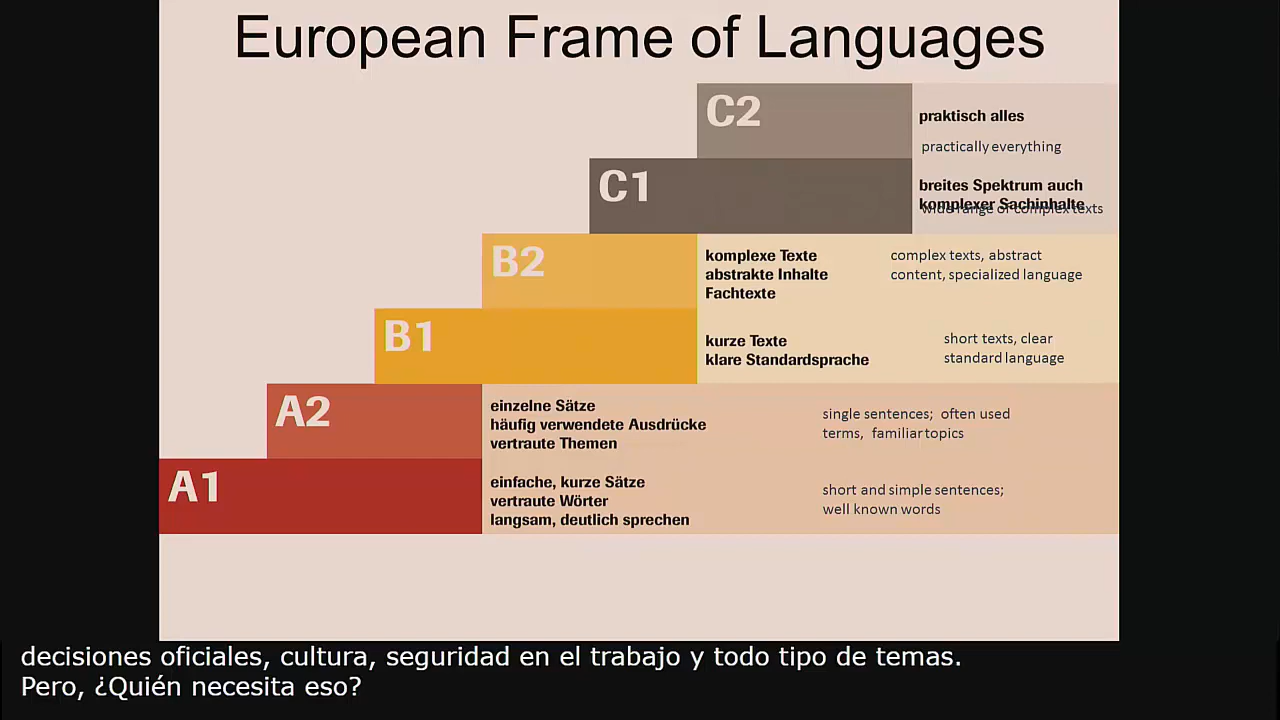 European Frame of Languages
C2
praktisch alles
practically everything
C1
breites Spektrum auch
komplexer Sachinhalte
wide range of complex texts
B2
komplexe Texte
abstrakte Inhalte
Fachtexte
complex texts, abstract
content, specialized language
B1
kurze Texte
klare Standardsprache
short texts, clear
standard language
A2
einzelne Sätze
häufig verwendete Ausdrücke
vertraute Themen
single sentences; often used
terms, familiar topics
A1
einfache, kurze Sätze
vertraute Wörter
langsam, deutlich sprechen
short and simple sentences;
well known words
decisiones oficiales, cultura, seguridad en el trabajo y todo tipo de temas.
Pero, ¿Quién necesita eso?